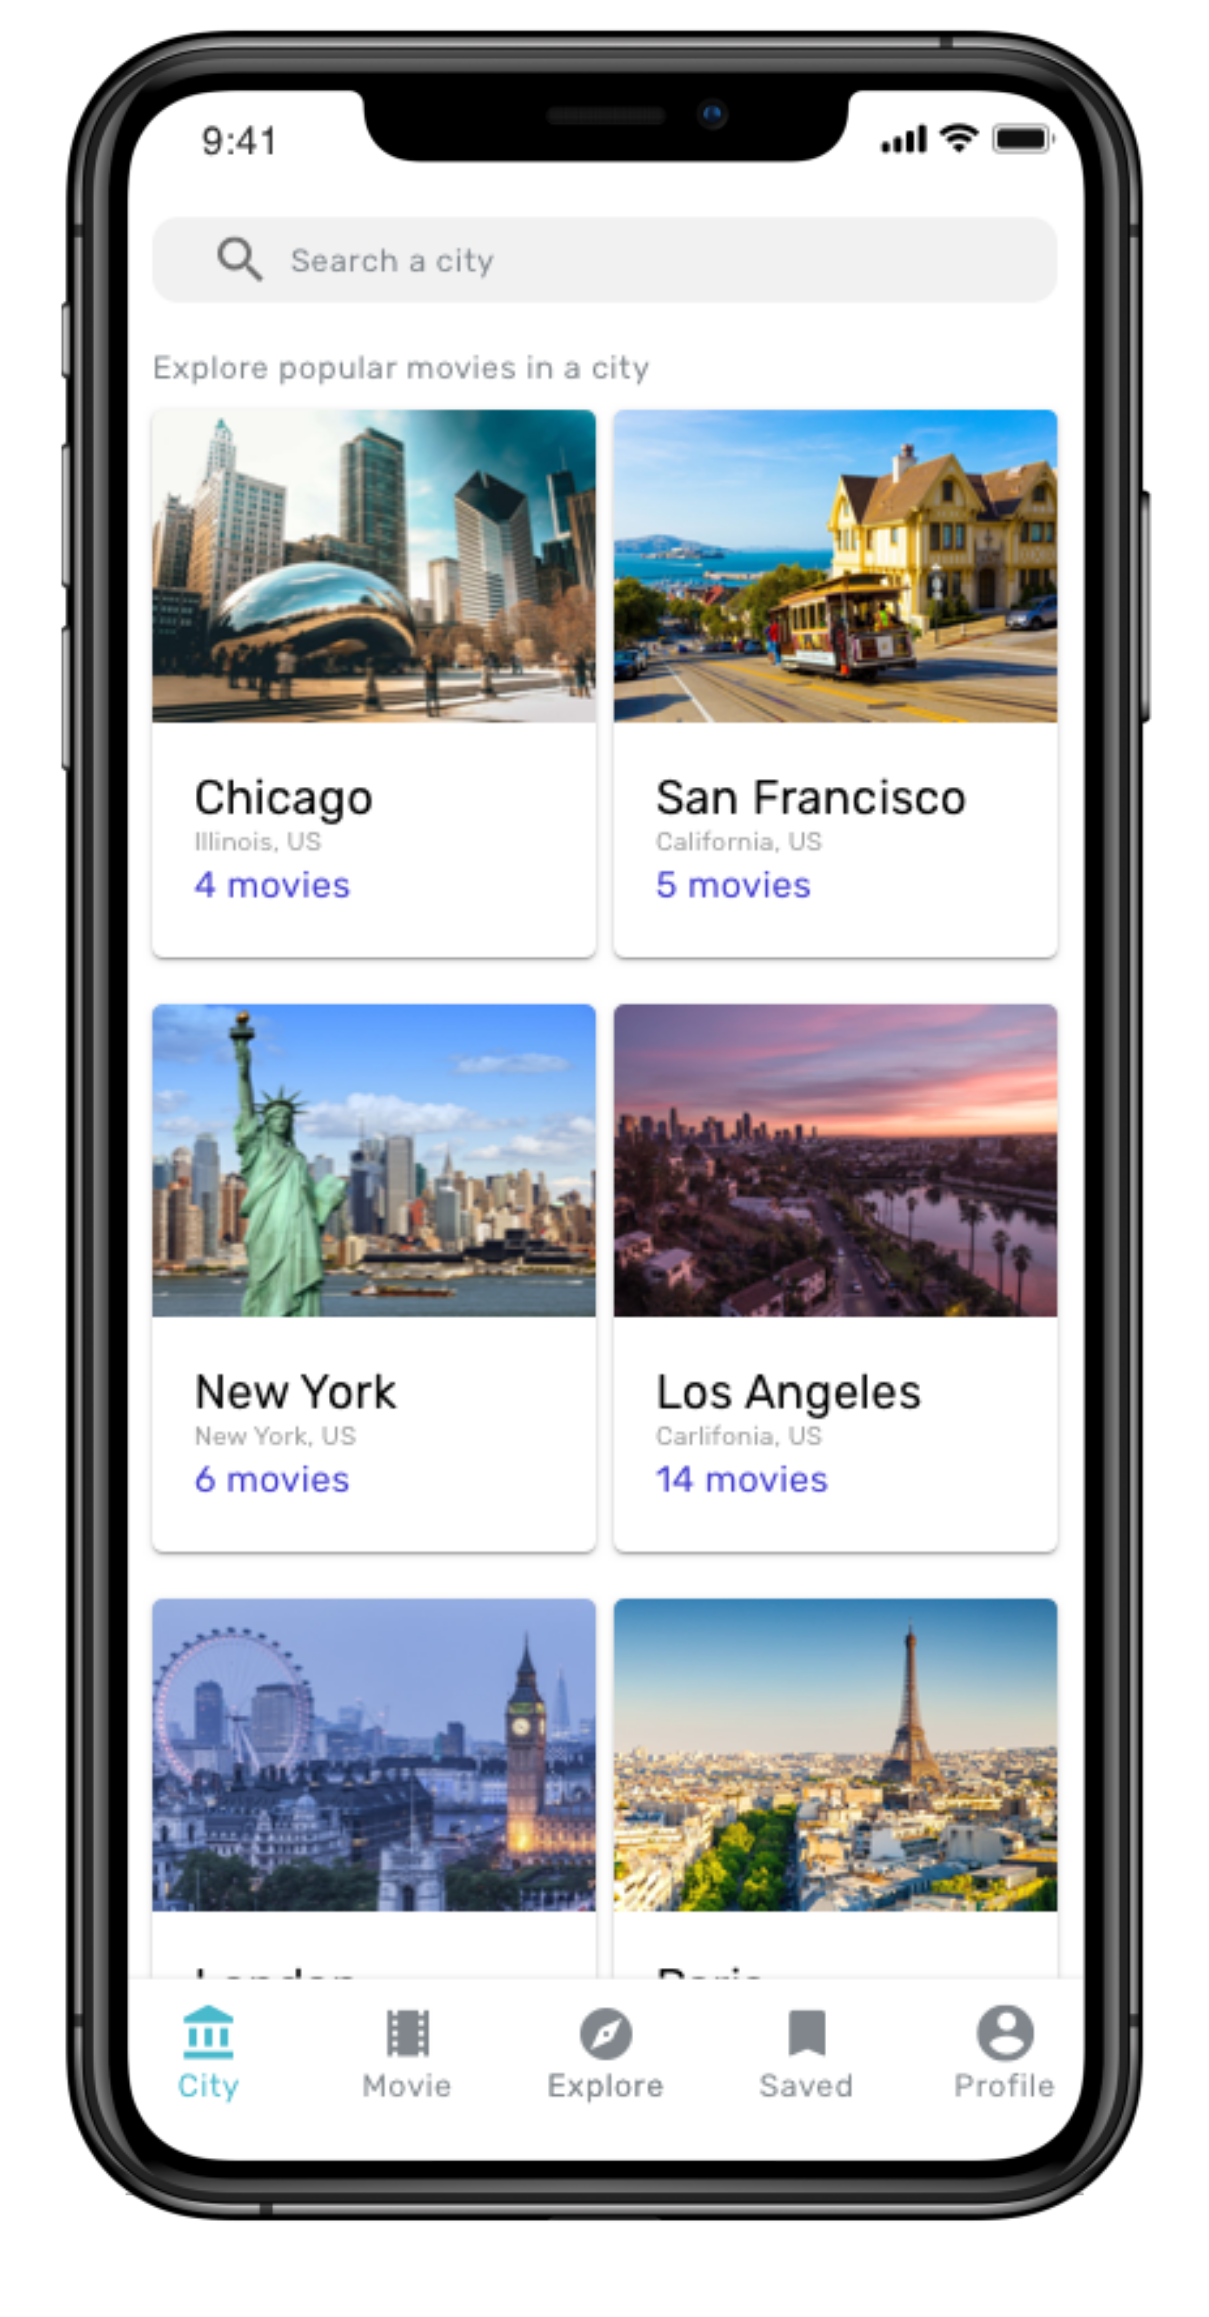 9:41
Search a city
Explore popular movies in a city
Chicago
Illinois, US
4 movies
San Francisco
California, US
5 movies
New York
New York, US
6 movies
Los Angeles
Carlifonia, US
14 movies
London
Paris
City
Movie
Explore
Saved
Profile